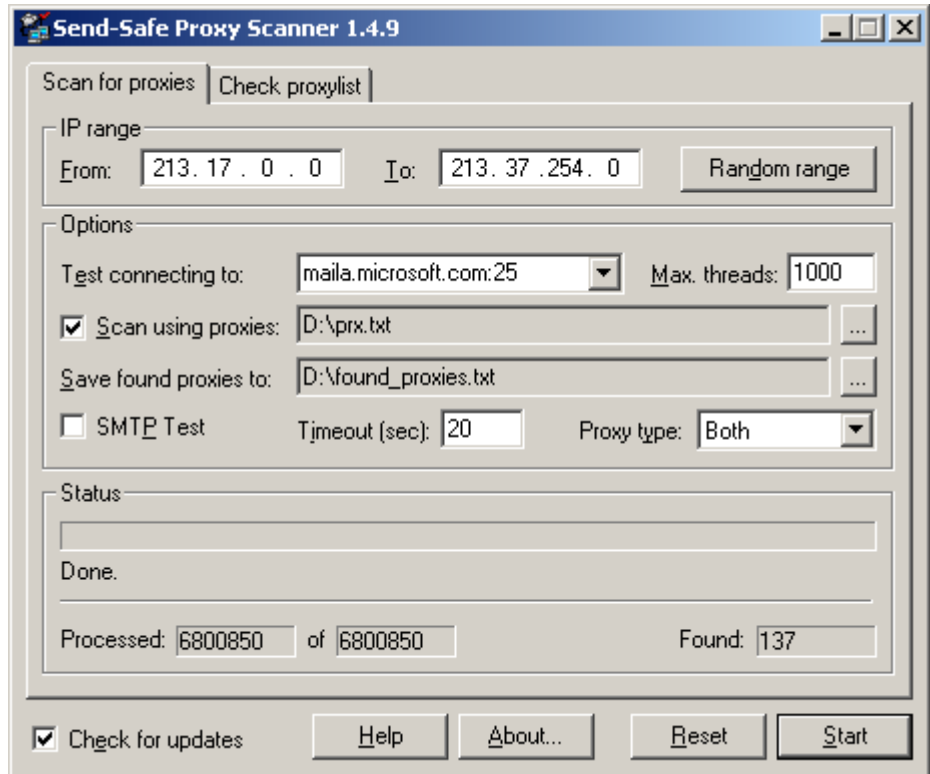 Send-Safe Proxy Scanner 1.4.9
Scan for proxies Check proxylist
IP range
From: 213. 17 . 0 . 0 To: 213. 37 .254. 0 Random range
Options
Test connecting to: maila.microsoft.com:25 Max. threads: 1000
Scan using proxies: D:\prx.txt ...
Save found proxies to: D:\found_proxies.txt ...
SMTP Test Timeout (sec): 20 Proxy type: Both
Status
Done.
Processed: 6800850 of 6800850 Found: 137
Check for updates Help About... Reset Start